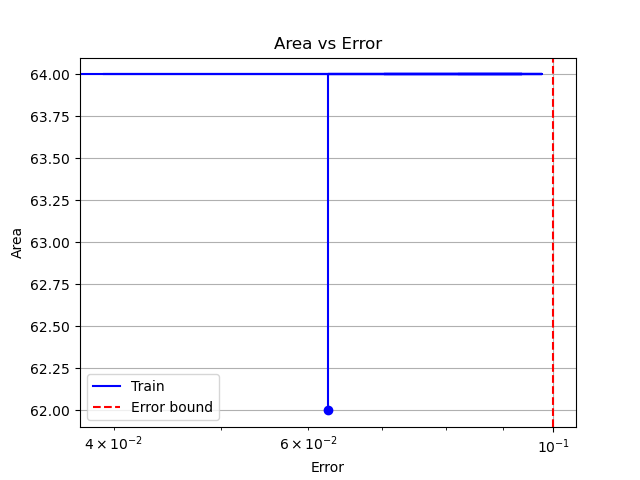 Area vs Error
64.00
63.75
63.50
63.25
63.00
62.75
62.50
62.25
62.00
Area
Train
Error bound
4 × 10⁻²
6 × 10⁻²
10⁻¹
Error